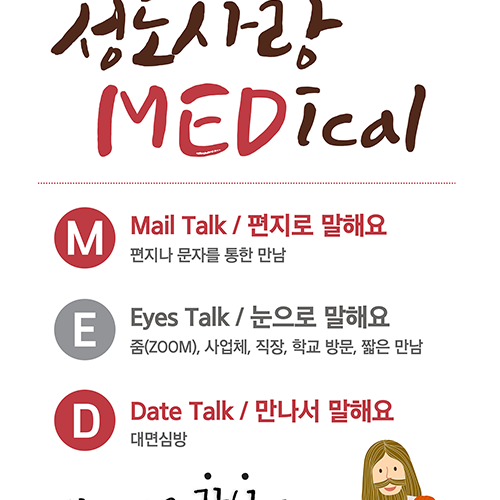 성도사랑
MEDical
M
Mail Talk / 편지로 말해요
편지나 문자를 통한 만남
E
Eyes Talk / 눈으로 말해요
줌(ZOOM), 사업체, 직장, 학교 방문, 짧은 만남
D
Date Talk / 만나서 말해요
대면심방